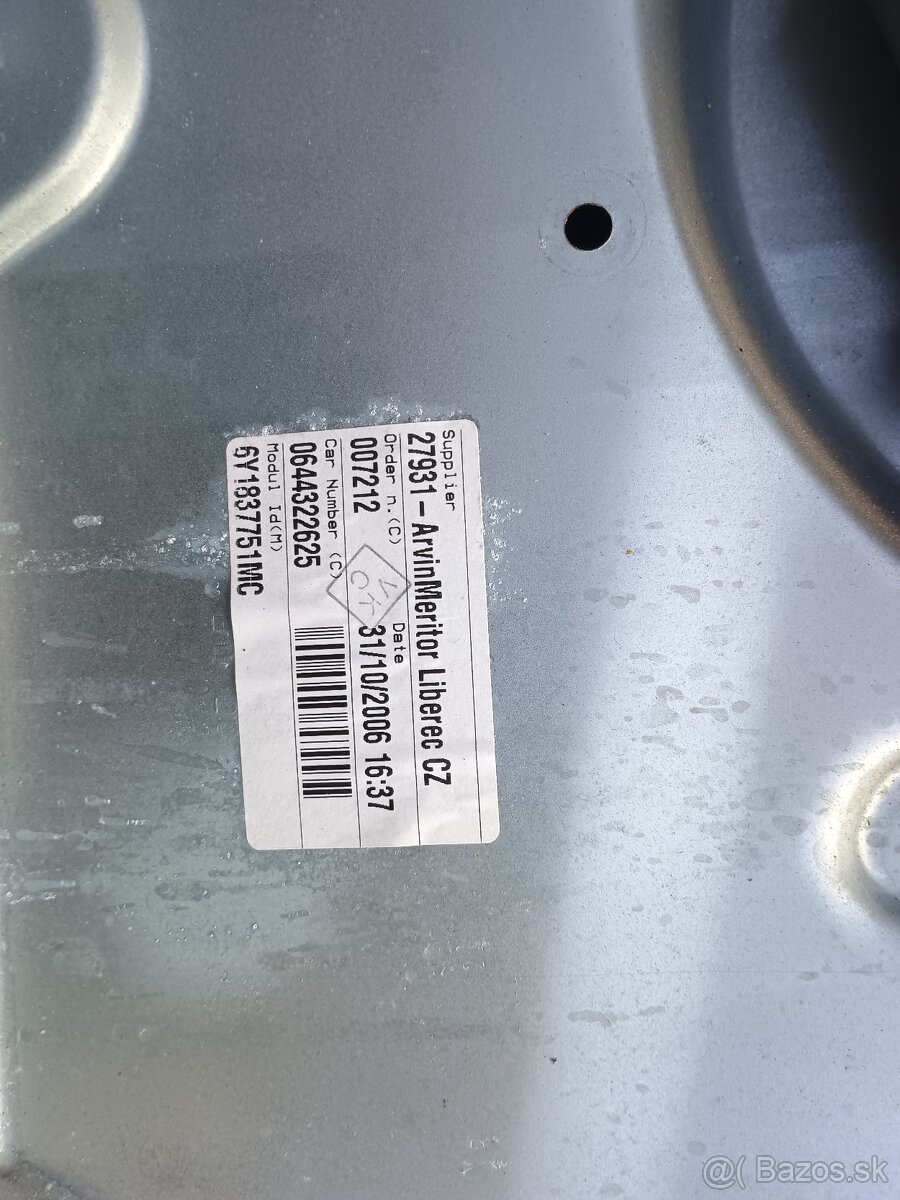 Supplier
27931 - ArvinMeritor Liberec CZ
Order n.(C)
Date
007212
31/10/2006 16:37
Car Number (C)
0644322625
Modul Id(M)
6Y1837751MC
@( Bazos.sk